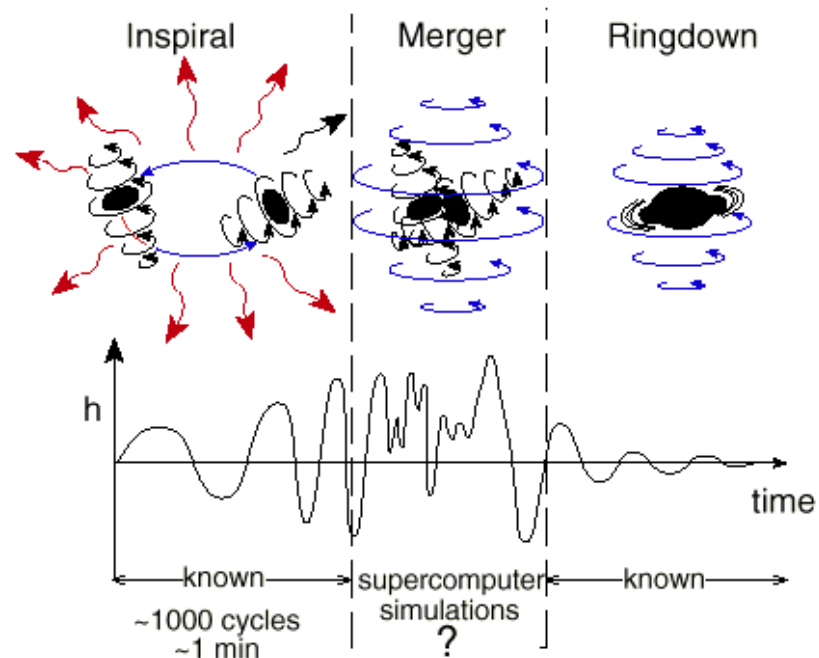 Inspiral
Merger
Ringdown
h
time
known
supercomputer
simulations
?
known
~1000 cycles
~1 min